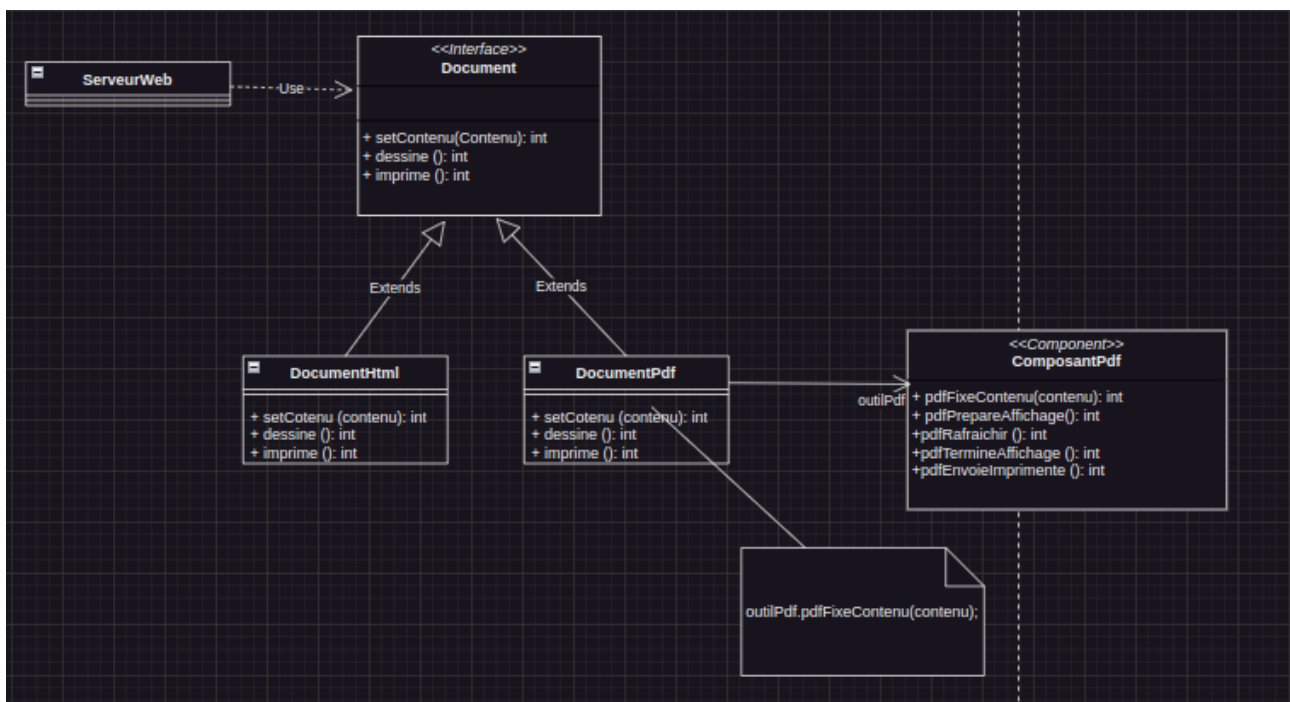 <<Interface>>
Document
ServeurWeb
Use
+ setContenu(Contenu): int
+ dessine (): int
+ imprime (): int
Extends
Extends
DocumentHtml
+ setCotenu (contenu): int
+ dessine (): int
+ imprime (): int
DocumentPdf
+ setCotenu (contenu): int
+ dessine (): int
+ imprime (): int
outilPdf
<<Component>>
ComposantPdf
+ pdfFixeContenu(contenu): int
+ pdfPrepareAffichage(): int
+pdfRafraichir (): int
+pdfTermineAffichage (): int
+pdfEnvoieImprimente (): int
outilPdf.pdfFixeContenu(contenu);